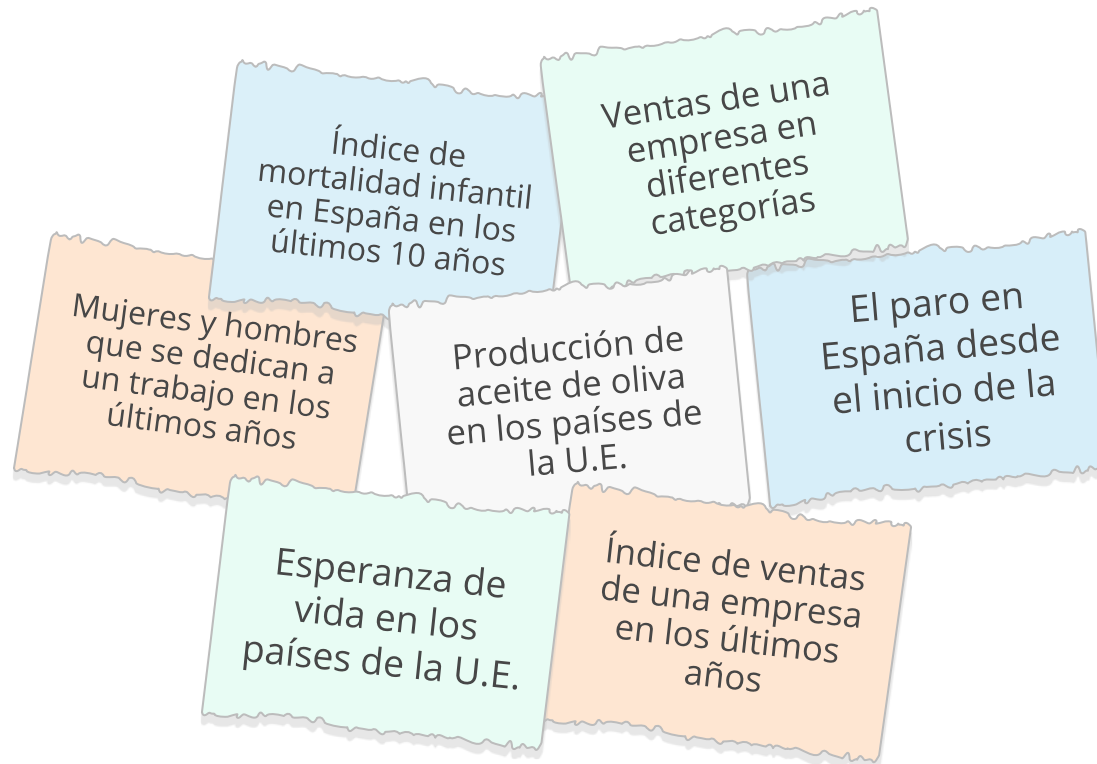 Índice de
mortalidad infantil
en España en los
últimos 10 años
Ventas de una
empresa en
diferentes
categorías
Mujeres y hombres
que se dedican a
un trabajo en los
últimos años
Producción de
aceite de oliva
en los países de
la U.E.
El paro en
España desde
el inicio de la
crisis
Esperanza de
vida en los
países de la U.E.
Índice de ventas
de una empresa
en los últimos
años